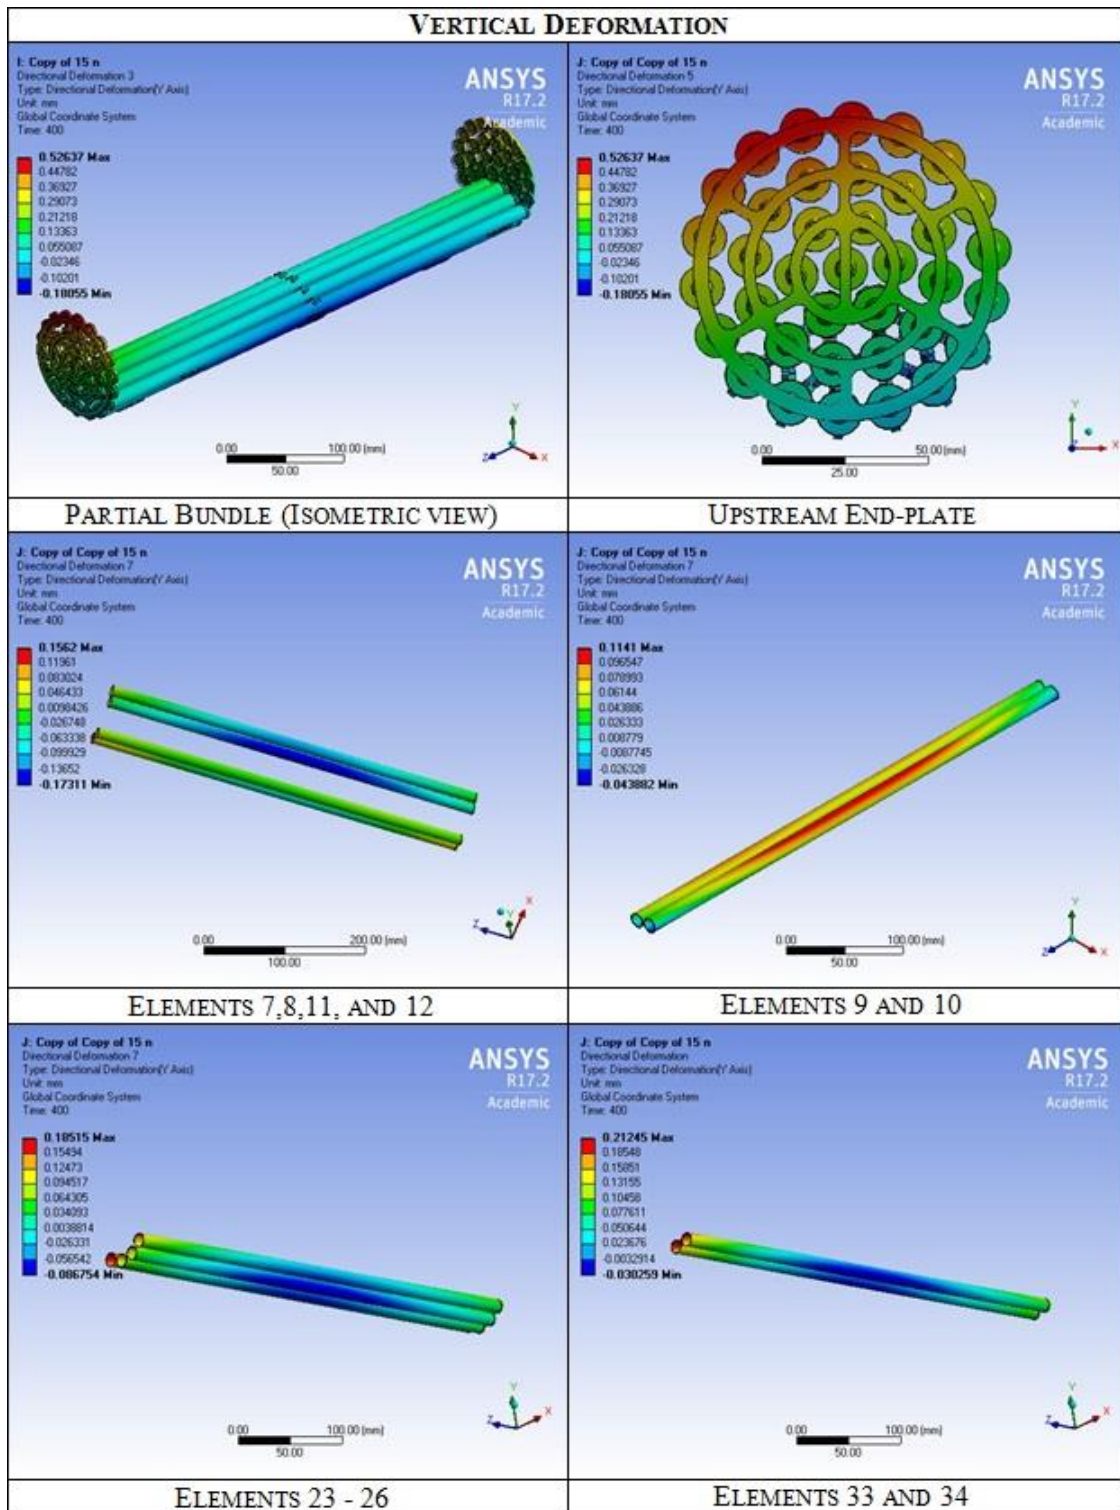 VERTICAL DEFORMATION
I: Copy of 15 n
Directional Deformation 3
Type: Directional Deformation(Y Axis)
Unit: mm
Global Coordinate System
Time: 400
ANSYS
R17.2
Academic
0.52637 Max
0.44782
0.36927
0.29073
0.21218
0.13363
0.055087
-0.02346
-0.10201
-0.18055 Min
0.00
100.00 (mm)
50.00
Y
Z
X
PARTIAL BUNDLE (ISOMETRIC VIEW)
J: Copy of Copy of 15 n
Directional Deformation 5
Type: Directional Deformation(Y Axis)
Unit: mm
Global Coordinate System
Time: 400
ANSYS
R17.2
Academic
0.52637 Max
0.44782
0.36927
0.29073
0.21218
0.13363
0.055087
-0.02346
-0.10201
-0.18055 Min
0.00
50.00 (mm)
25.00
Y
X
UPSTREAM END-PLATE
J: Copy of Copy of 15 n
Directional Deformation 7
Type: Directional Deformation(Y Axis)
Unit: mm
Global Coordinate System
Time: 400
ANSYS
R17.2
Academic
0.1562 Max
0.11961
0.083024
0.046433
0.0098426
-0.026748
-0.063338
-0.099929
-0.13652
-0.17311 Min
0.00
200.00 (mm)
100.00
Z
Y
X
ELEMENTS 7,8,11, AND 12
J: Copy of Copy of 15 n
Directional Deformation 7
Type: Directional Deformation(Y Axis)
Unit: mm
Global Coordinate System
Time: 400
ANSYS
R17.2
Academic
0.1141 Max
0.096547
0.078993
0.06144
0.043886
0.026333
0.008779
-0.0087745
-0.026328
-0.043882 Min
0.00
100.00 (mm)
50.00
Y
Z
X
ELEMENTS 9 AND 10
J: Copy of Copy of 15 n
Directional Deformation 7
Type: Directional Deformation(Y Axis)
Unit: mm
Global Coordinate System
Time: 400
ANSYS
R17.2
Academic
0.18515 Max
0.15494
0.12473
0.094517
0.064305
0.034093
0.0038814
-0.026331
-0.056542
-0.086754 Min
0.00
100.00 (mm)
50.00
Y
Z
X
ELEMENTS 23 - 26
J: Copy of Copy of 15 n
Directional Deformation
Type: Directional Deformation(Y Axis)
Unit: mm
Global Coordinate System
Time: 400
ANSYS
R17.2
Academic
0.21245 Max
0.18548
0.15851
0.13155
0.10458
0.077611
0.050644
0.023676
-0.0032914
-0.030259 Min
0.00
100.00 (mm)
50.00
Y
Z
X
ELEMENTS 33 AND 34